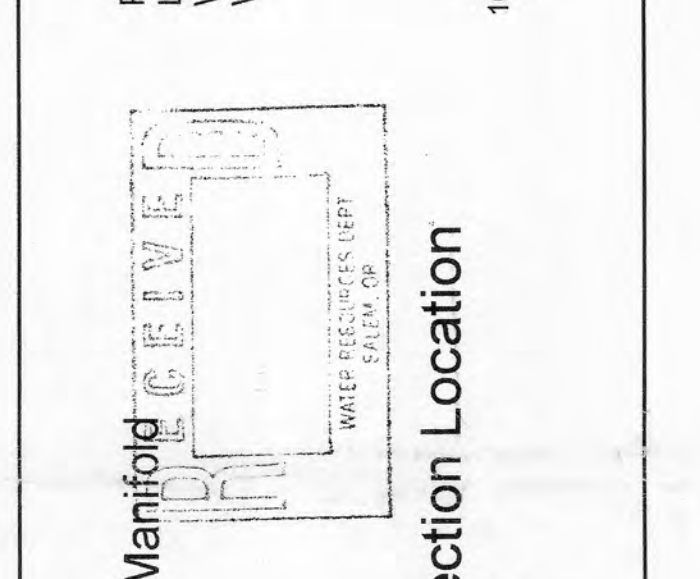 Manifold
RECEIVED
WATER RESOURCES DEPT
SALEM, OR
ection Location